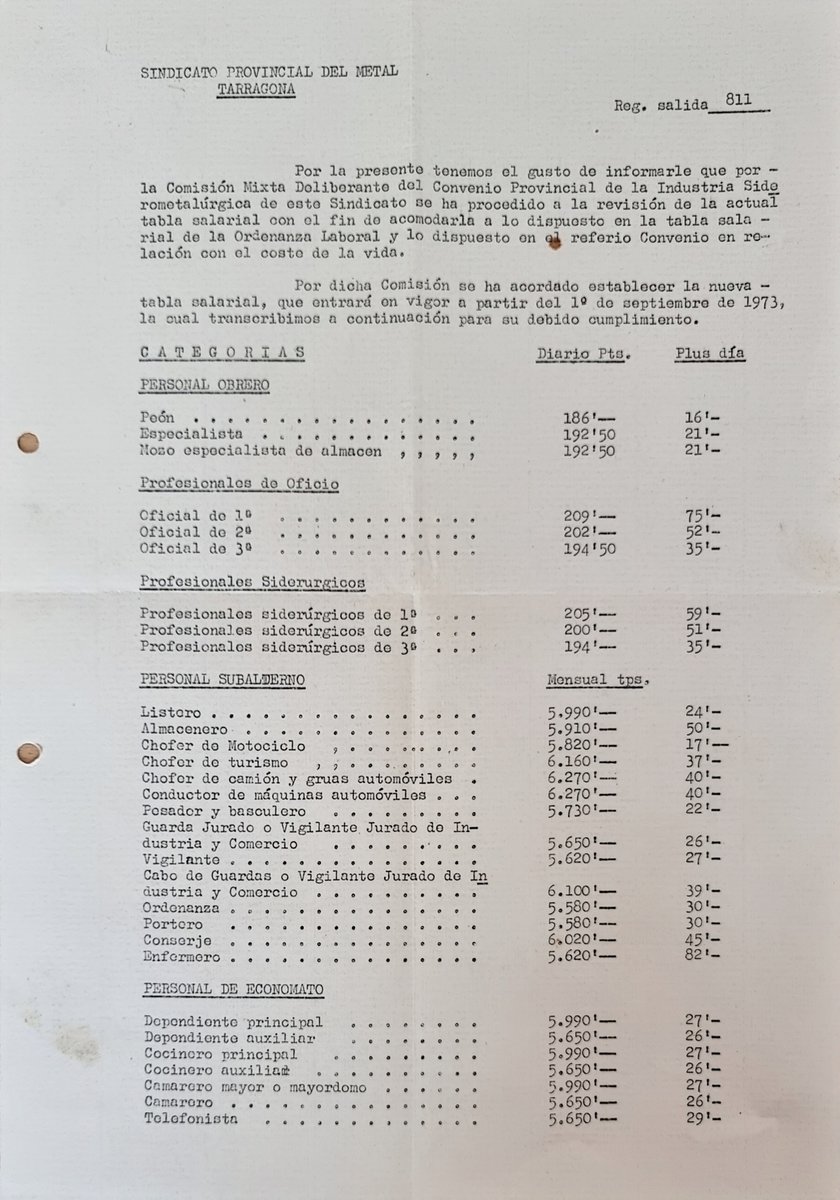 SINDICATO PROVINCIAL DEL METAL
TARRAGONA
Reg. salida 811
Por la presente tenemos el gusto de informarle que por -
la Comisión Mixta Deliberante del Convenio Provincial de la Industria Side
rometalúrgica de este Sindicato se ha procedido a la revisión de la actual
tabla salarial con el fin de acomodarla a lo dispuesto en la tabla sala -
rial de la Ordenanza Laboral y lo dispuesto en el referio Convenio en re-
lación con el coste de la vida.
Por dicha Comisión se ha acordado establecer la nueva -
tabla salarial, que entrará en vigor a partir del 1º de septiembre de 1973,
la cual transcribimos a continuación para su debido cumplimiento.
C A T E G O R I A S Diario Pts. Plus día
PERSONAL OBRERO
Peón . . . . . . . . . . . . . . . . . 186'-- 16'-
Especialista . . . . . . . . . . . . . 192'50 21'-
Mozo especialista de almacen , , , , , 192'50 21'-
Profesionales de Oficio
Oficial de 1ª . . . . . . . . . . . . 209'-- 75'-
Oficial de 2ª . . . . . . . . . . . . 202'-- 52'-
Oficial de 3ª . . . . . . . . . . . . 194'50 35'-
Profesionales Siderurgicos
Profesionales siderúrgicos de 1ª . . . 205'-- 59'-
Profesionales siderúrgicos de 2ª . . . 200'-- 51'-
Profesionales siderúrgicos de 3ª . . . 194'-- 35'-
PERSONAL SUBALTERNO Mensual tps.
Listero . . . . . . . . . . . . . . . . 5.990'-- 24'-
Almacenero . . . . . . . . . . . . . . 5.910'-- 50'-
Chofer de Motociclo , . . . . . . . . 5.820'-- 17'--
Chofer de turismo , , . . . . . . . . 6.160'-- 37'-
Chofer de camión y gruas automóviles . 6.270'-- 40'-
Conductor de máquinas automóviles . . . 6.270'-- 40'-
Pesador y basculero . . . . . . . . . 5.730'-- 22'-
Guarda Jurado o Vigilante Jurado de In-
dustria y Comercio . . . . . . . . . 5.650'-- 26'-
Vigilante . . . . . . . . . . . . . . . 5.620'-- 27'-
Cabo de Guardas o Vigilante Jurado de In
dustria y Comercio . . . . . . . . . . 6.100'-- 39'-
Ordenanza . . . . . . . . . . . . . . . 5.580'-- 30'-
Portero . . . . . . . . . . . . . . . 5.580'-- 30'-
Conserje . . . . . . . . . . . . . . . 6.020'-- 45'-
Enfermero . . . . . . . . . . . . . . . 5.620'-- 82'-
PERSONAL DE ECONOMATO
Dependiente principal . . . . . . . . 5.990'-- 27'-
Dependiente auxiliar . . . . . . . . 5.650'-- 26'-
Cocinero principal . . . . . . . . . 5.990'-- 27'-
Cocinero auxiliar . . . . . . . . . . 5.650'-- 26'-
Camarero mayor o mayordomo . . . . . . 5.990'-- 27'-
Camarero . . . . . . . . . . . . . . . 5.650'-- 26'-
Telefonista . . . . . . . . . . . . . 5.650'-- 29'-